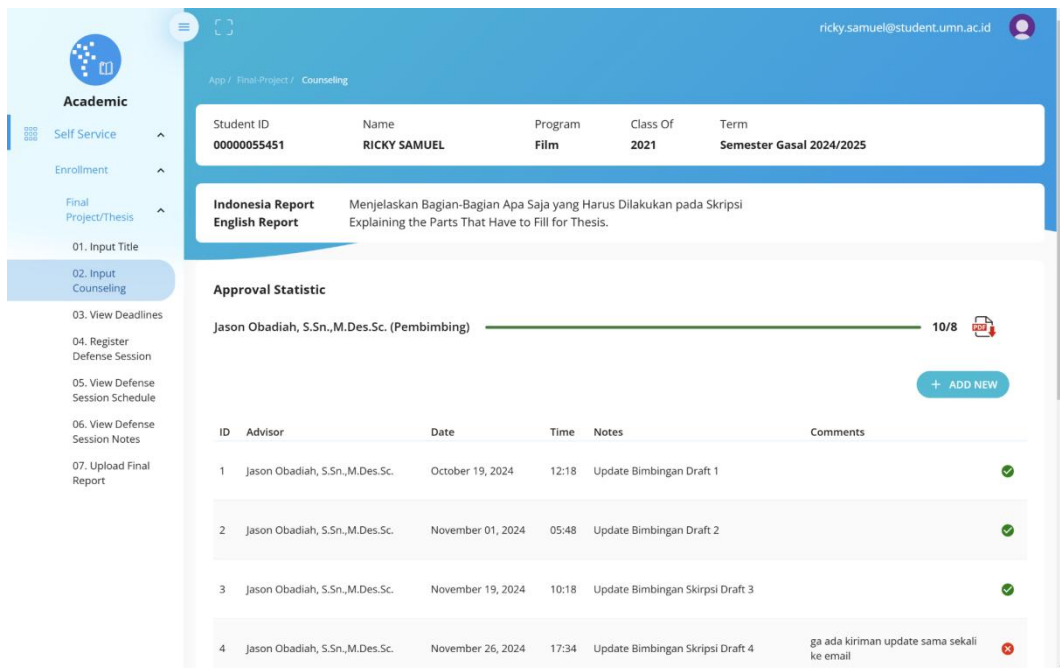 ricky.samuel@student.umn.ac.id
App / Final-Project / Counseling
Academic
Self Service
Enrollment
Final
Project/Thesis
01. Input Title
02. Input
Counseling
03. View Deadlines
04. Register
Defense Session
05. View Defense
Session Schedule
06. View Defense
Session Notes
07. Upload Final
Report
Student ID Name Program Class Of Term
00000055451 RICKY SAMUEL Film 2021 Semester Gasal 2024/2025
Indonesia Report Menjelaskan Bagian-Bagian Apa Saja yang Harus Dilakukan pada Skripsi
English Report Explaining the Parts That Have to Fill for Thesis.
Approval Statistic
Jason Obadiah, S.Sn.,M.Des.Sc. (Pembimbing) 10/8 PDF
+ ADD NEW
ID Advisor Date Time Notes Comments
1 Jason Obadiah, S.Sn.,M.Des.Sc. October 19, 2024 12:18 Update Bimbingan Draft 1
2 Jason Obadiah, S.Sn.,M.Des.Sc. November 01, 2024 05:48 Update Bimbingan Draft 2
3 Jason Obadiah, S.Sn.,M.Des.Sc. November 19, 2024 10:18 Update Bimbingan Skirpsi Draft 3
4 Jason Obadiah, S.Sn.,M.Des.Sc. November 26, 2024 17:34 Update Bimbingan Skripsi Draft 4 ga ada kiriman update sama sekali
ke email